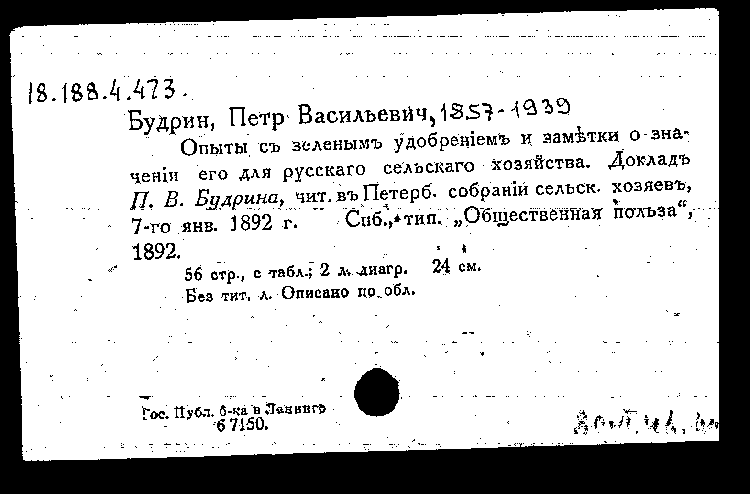 18.188.4.473.
Будрин, Петр Васильевич, 1857-1939
Опыты съ зеленымъ удобреніемъ и замѣтки о зна-
ченіи его для русскаго сельскаго хозяйства. Докладъ
П. В. Будрина, чит. въ Петерб. собраніи сельск. хозяевъ,
7-го янв. 1892 г. Спб., тип. „Общественная польза“,
1892.
56 стр., с табл.; 2 л. диагр. 24 см.
Без тит. л. Описано по обл.
Гос. Публ. б-ка в Ленингр
6 7150.